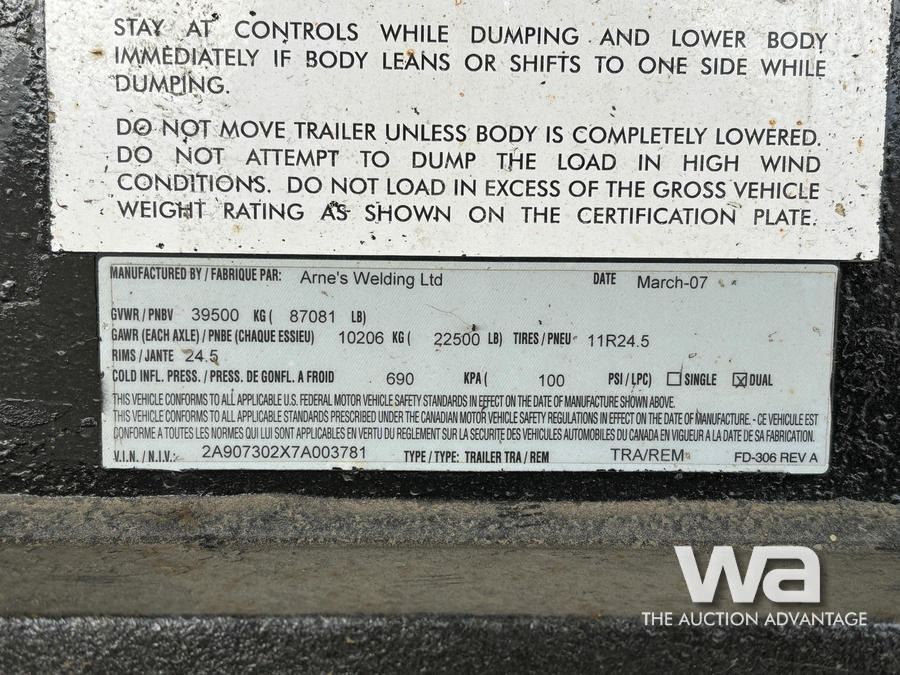 STAY AT CONTROLS WHILE DUMPING AND LOWER BODY
IMMEDIATELY IF BODY LEANS OR SHIFTS TO ONE SIDE WHILE
DUMPING.
DO NOT MOVE TRAILER UNLESS BODY IS COMPLETELY LOWERED.
DO NOT ATTEMPT TO DUMP THE LOAD IN HIGH WIND
CONDITIONS. DO NOT LOAD IN EXCESS OF THE GROSS VEHICLE
WEIGHT RATING AS SHOWN ON THE CERTIFICATION PLATE.
MANUFACTURED BY / FABRIQUE PAR: Arne's Welding Ltd DATE March-07
GVWR / PNBV 39500 KG ( 87081 LB)
GAWR (EACH AXLE) / PNBE (CHAQUE ESSIEU) 10206 KG ( 22500 LB) TIRES / PNEU 11R24.5
RIMS / JANTE 24.5
COLD INFL. PRESS. / PRESS. DE GONFL. A FROID 690 KPA ( 100 PSI / LPC) SINGLE DUAL
THIS VEHICLE CONFORMS TO ALL APPLICABLE U.S. FEDERAL MOTOR VEHICLE SAFETY STANDARDS IN EFFECT ON THE DATE OF MANUFACTURE SHOWN ABOVE.
THIS VEHICLE CONFORMS TO ALL APPLICABLE STANDARDS PRESCRIBED UNDER THE CANADIAN MOTOR VEHICLE SAFETY REGULATIONS IN EFFECT ON THE DATE OF MANUFACTURE. - CE VEHICULE EST
CONFORME A TOUTES LES NORMES QUI LUI SONT APPLICABLES EN VERTU DU REGLEMENT SUR LA SECURITE DES VEHICULES AUTOMOBILES DU CANADA EN VIGUEUR A LA DATE DE SA FABRICATION.
V.I.N. / N.I.V.: 2A907302X7A003781 TYPE / TYPE: TRAILER TRA / REM TRA/REM FD-306 REV A
wa
THE AUCTION ADVANTAGE